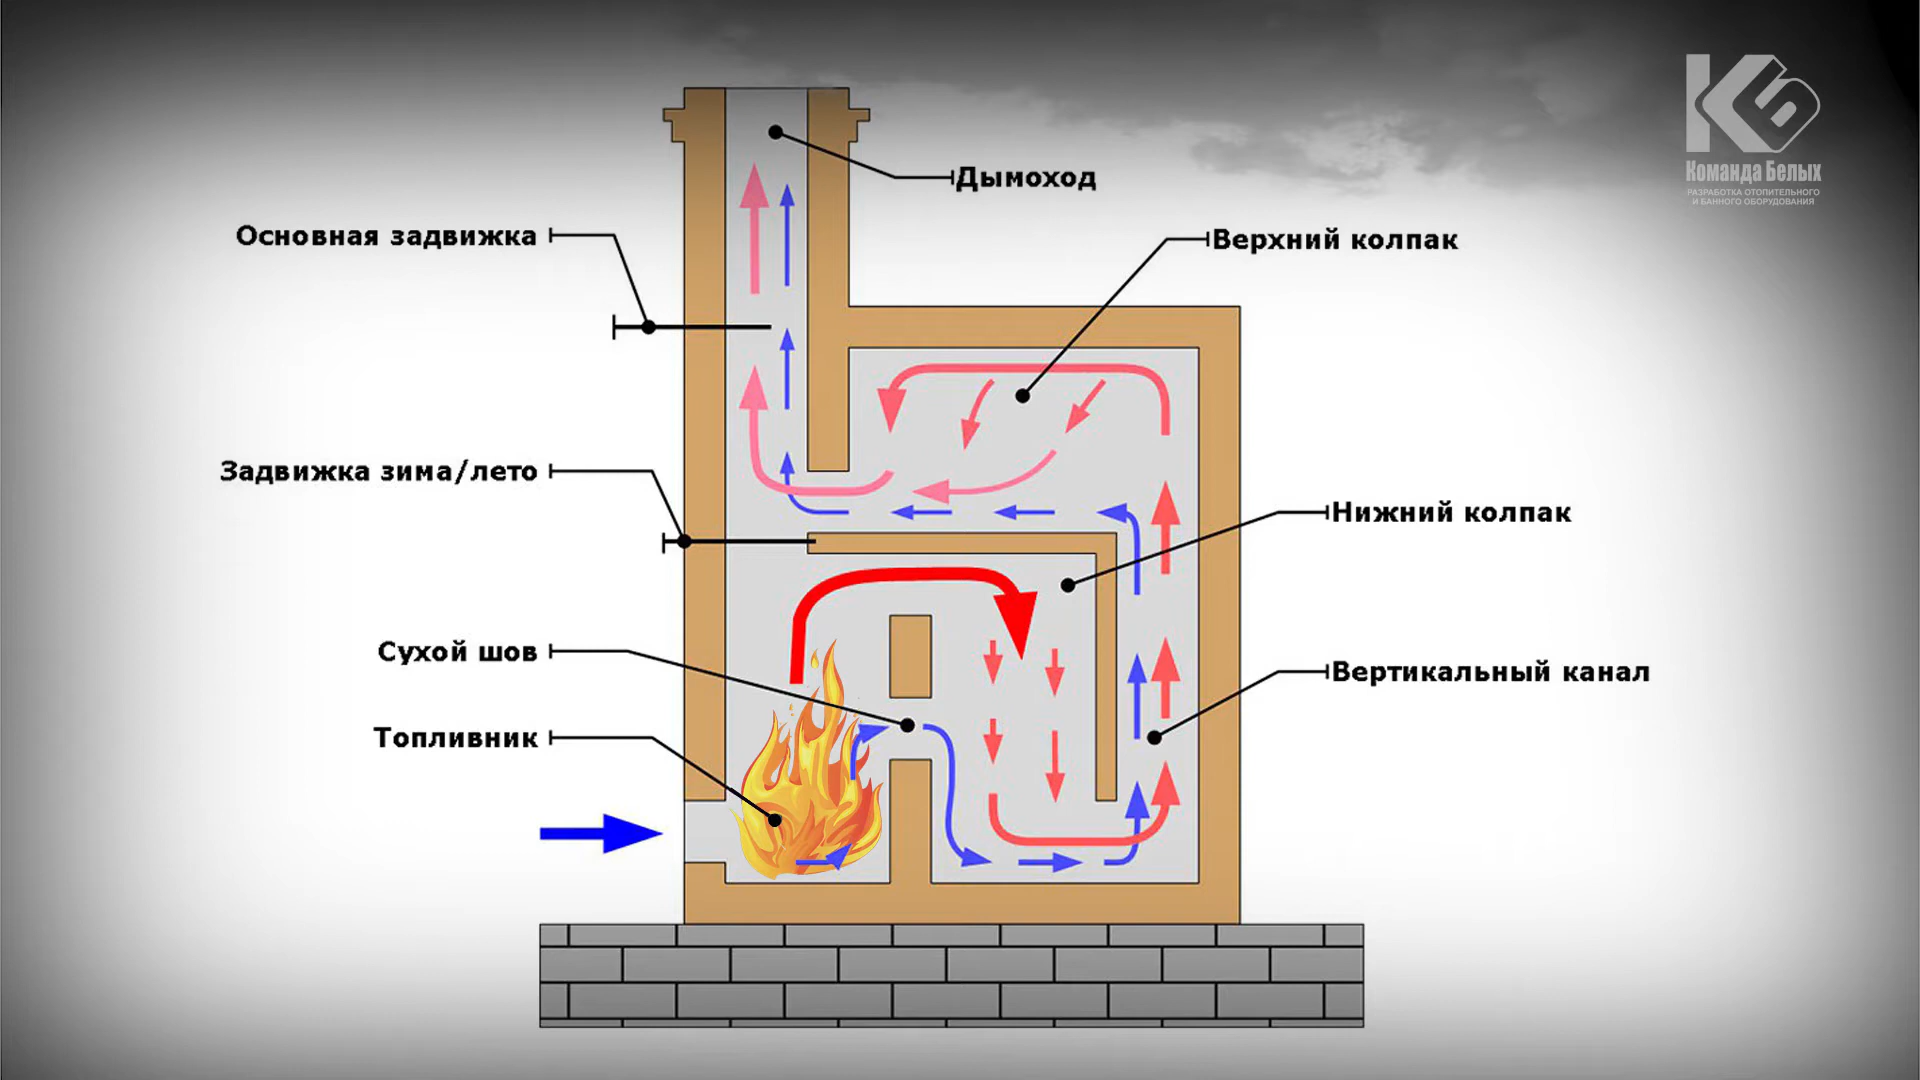 КБ
Команда Белых
РАЗРАБОТКА ОТОПИТЕЛЬНОГО
И БАННОГО ОБОРУДОВАНИЯ
Дымоход
Основная задвижка
Верхний колпак
Задвижка зима/лето
Нижний колпак
Сухой шов
Вертикальный канал
Топливник